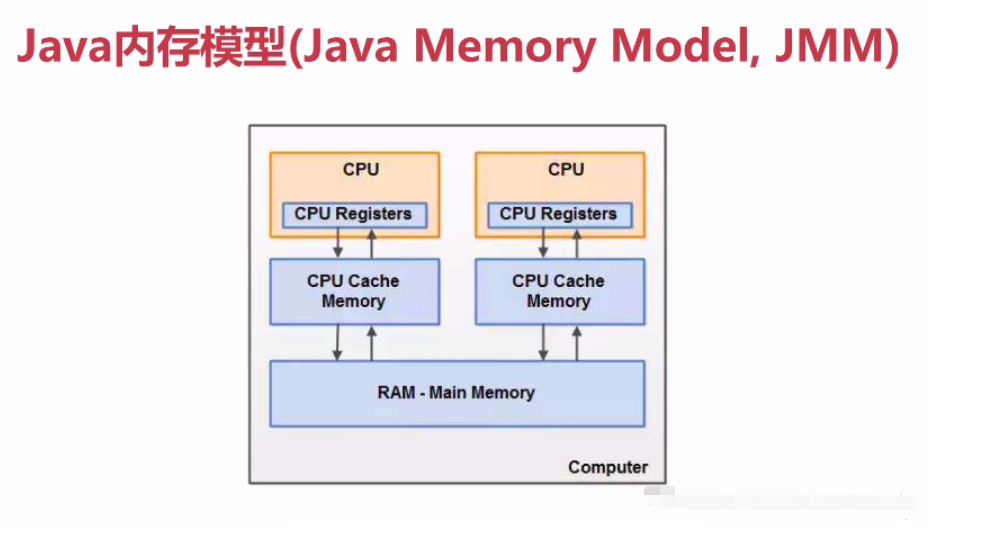 Java内存模型(Java Memory Model, JMM)
CPU
CPU Registers
CPU Cache
Memory
CPU
CPU Registers
CPU Cache
Memory
RAM - Main Memory
Computer